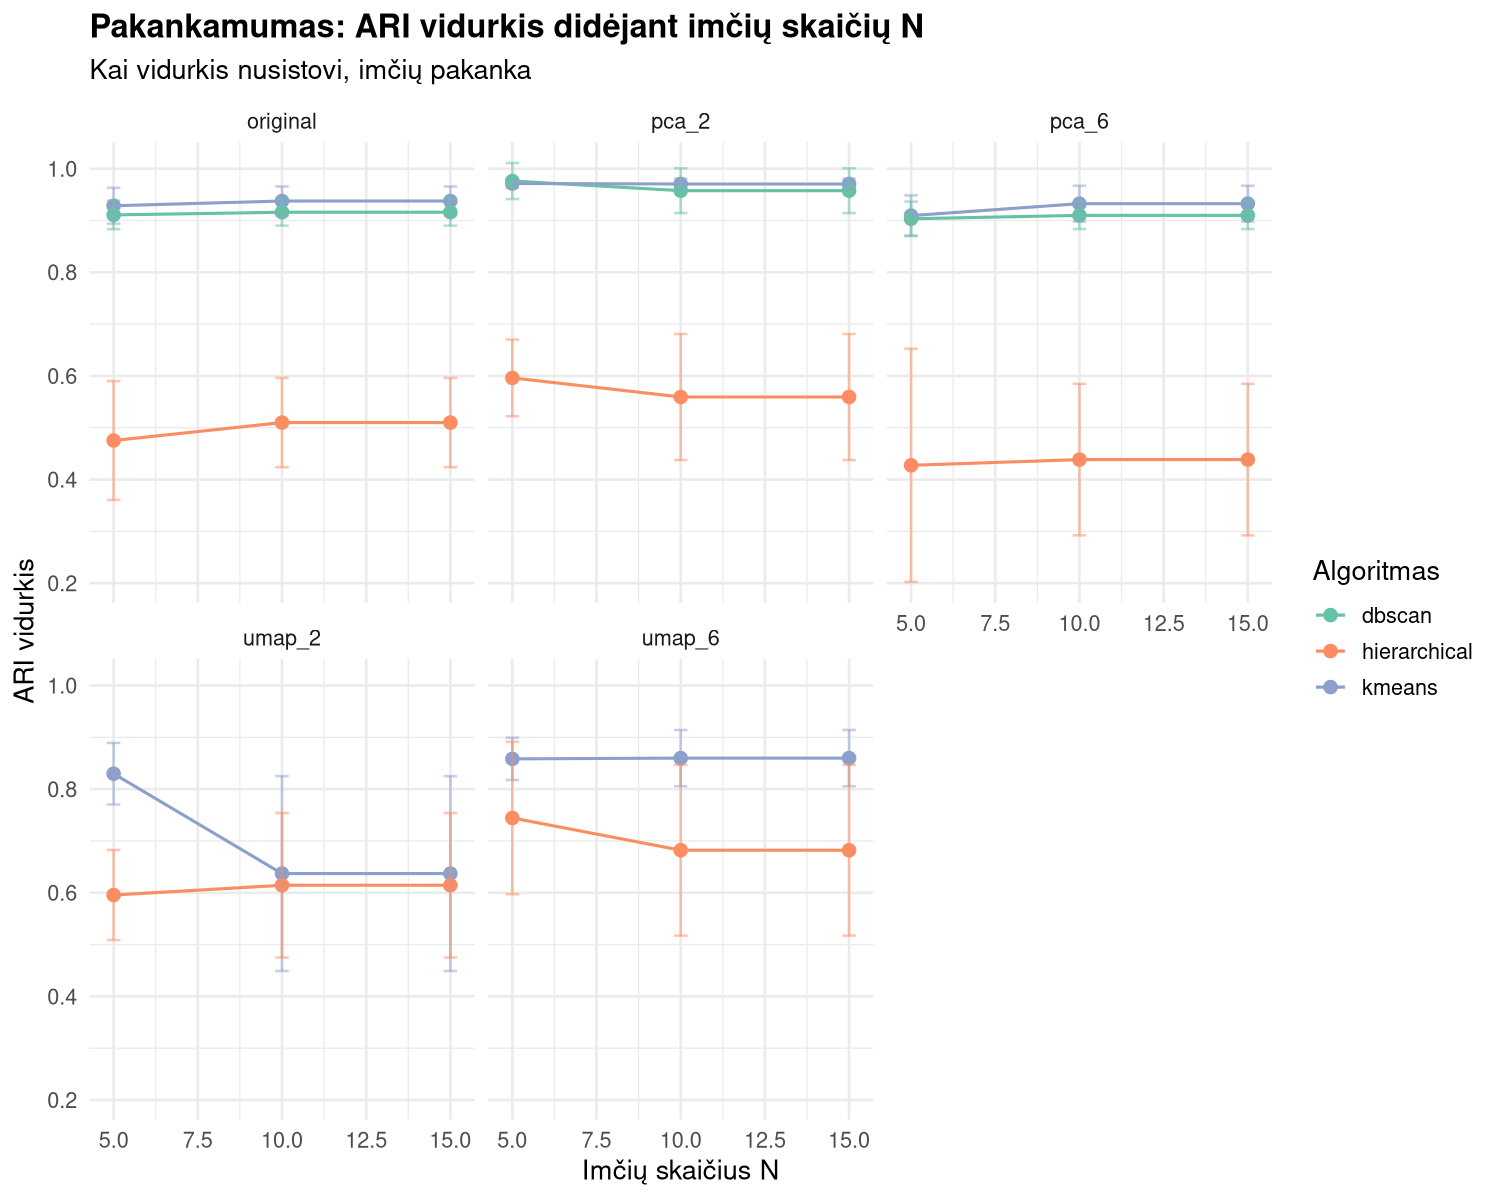 Pakankamumas: ARI vidurkis didėjant imčių skaičių N
Kai vidurkis nusistovi, imčių pakanka
original
pca_2
pca_6
1.0
0.8
0.6
0.4
0.2
5.0 7.5 10.0 12.5 15.0
umap_2
umap_6
1.0
0.8
0.6
0.4
0.2
5.0 7.5 10.0 12.5 15.0
5.0 7.5 10.0 12.5 15.0
ARI vidurkis
Imčių skaičius N
Algoritmas
dbscan
hierarchical
kmeans